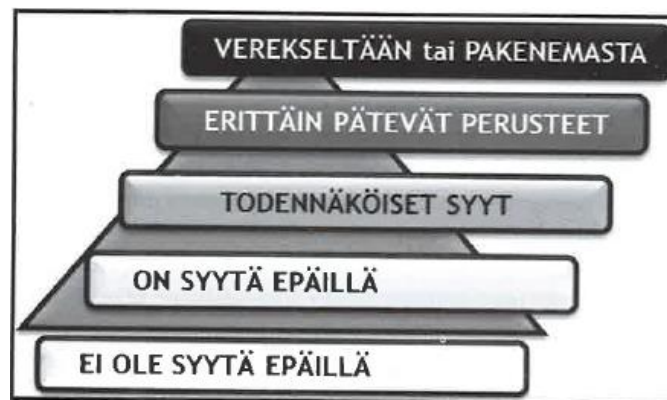 VEREKSELTÄÄN tai PAKENEMASTA
ERITTÄIN PÄTEVÄT PERUSTEET
TODENNÄKÖISET SYYT
ON SYYTÄ EPÄILLÄ
EI OLE SYYTÄ EPÄILLÄ